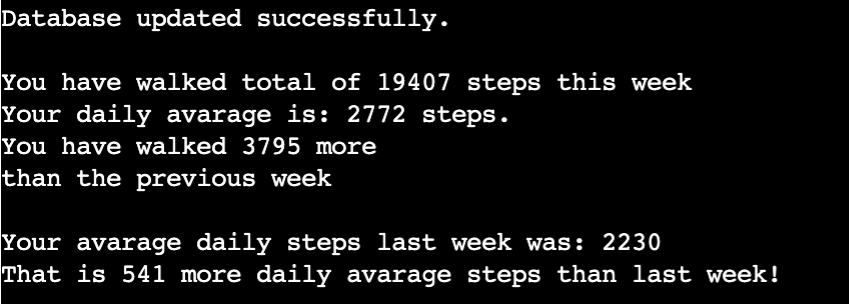 Database updated successfully.
You have walked total of 19407 steps this week
Your daily avarage is: 2772 steps.
You have walked 3795 more
than the previous week
Your avarage daily steps last week was: 2230
That is 541 more daily avarage steps than last week!